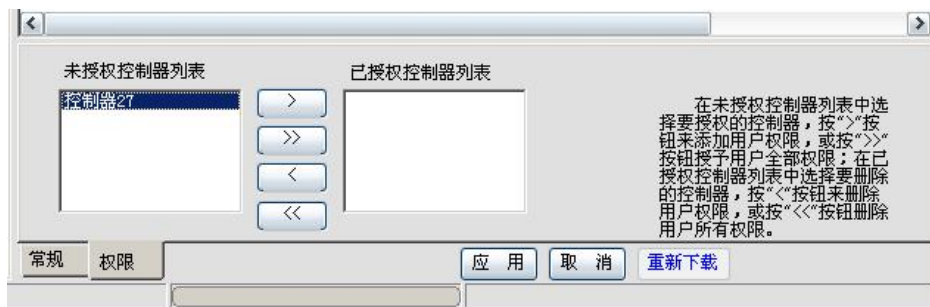 未授权控制器列表
已授权控制器列表
控制器27
>
>>
<
<<
在未授权控制器列表中选
择要授权的控制器，按“>”按
钮来添加用户权限，或按“>>”
按钮授予用户全部权限；在已
授权控制器列表中选择要删除
的控制器，按“<”按钮来删除
用户权限，或按“<<”按钮删除
用户所有权限。
常规
权限
应 用
取 消
重新下载